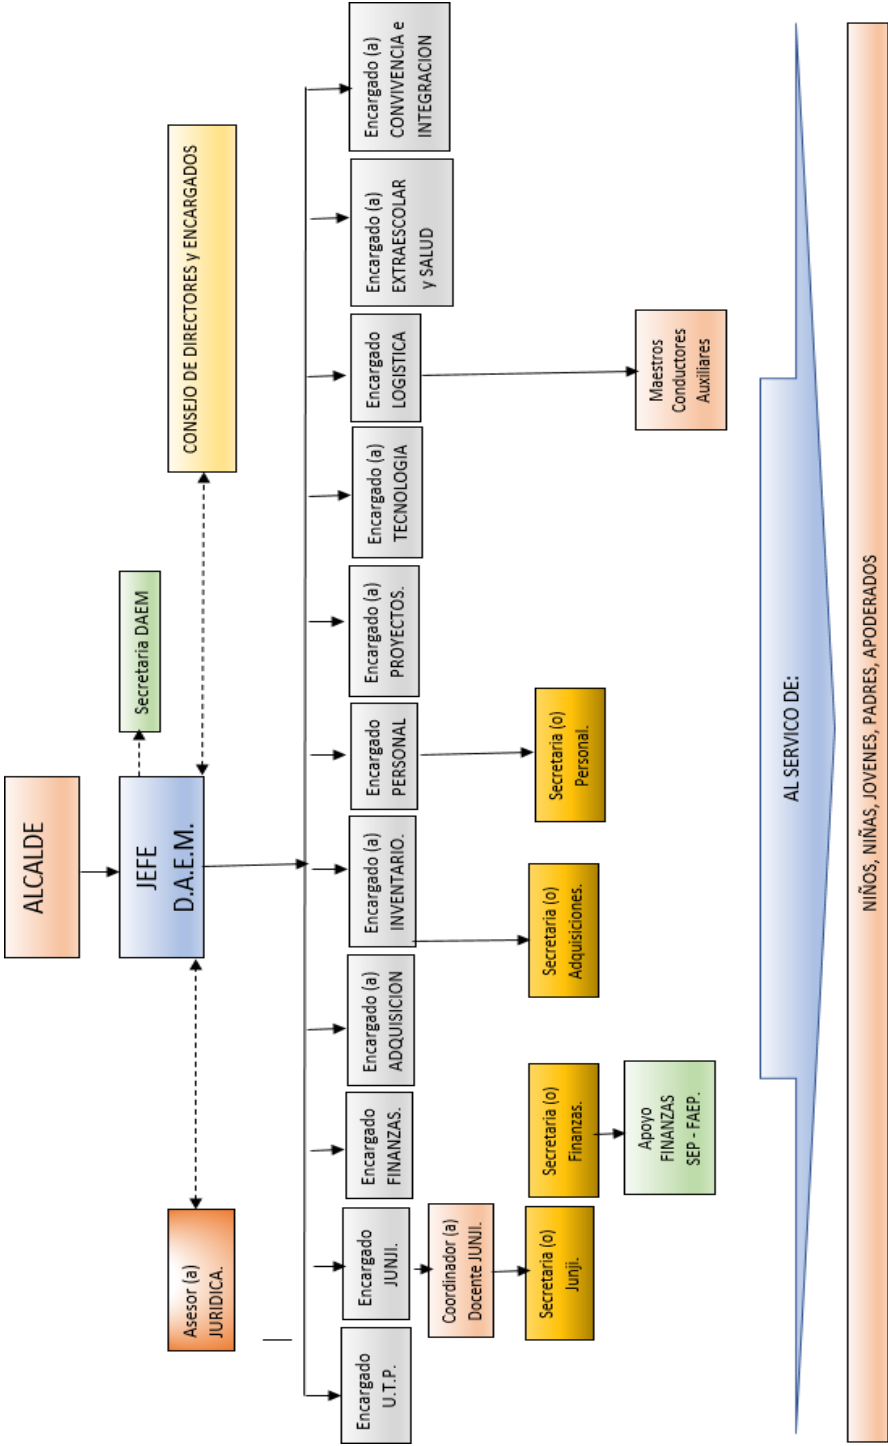 ALCALDE
JEFE
D.A.E.M.
Secretaria DAEM
Asesor (a)
JURIDICA.
CONSEJO DE DIRECTORES y ENCARGADOS
Encargado
U.T.P.
Encargado
JUNJI.
Encargado
FINANZAS.
Encargado (a)
ADQUISICION
Encargado (a)
INVENTARIO.
Encargado
PERSONAL
Encargado (a)
PROYECTOS.
Encargado (a)
TECNOLOGIA
Encargado
LOGISTICA
Encargado (a)
EXTRAESCOLAR
y SALUD
Encargado (a)
CONVIVENCIA e
INTEGRACION
Coordinador (a)
Docente JUNJI.
Secretaria (o)
Junji.
Secretaria (o)
Finanzas.
Secretaria (o)
Adquisiciones.
Secretaria (o)
Personal.
Apoyo
FINANZAS
SEP - FAEP.
Maestros
Conductores
Auxiliares
AL SERVICO DE:
NIÑOS, NIÑAS, JOVENES, PADRES, APODERADOS